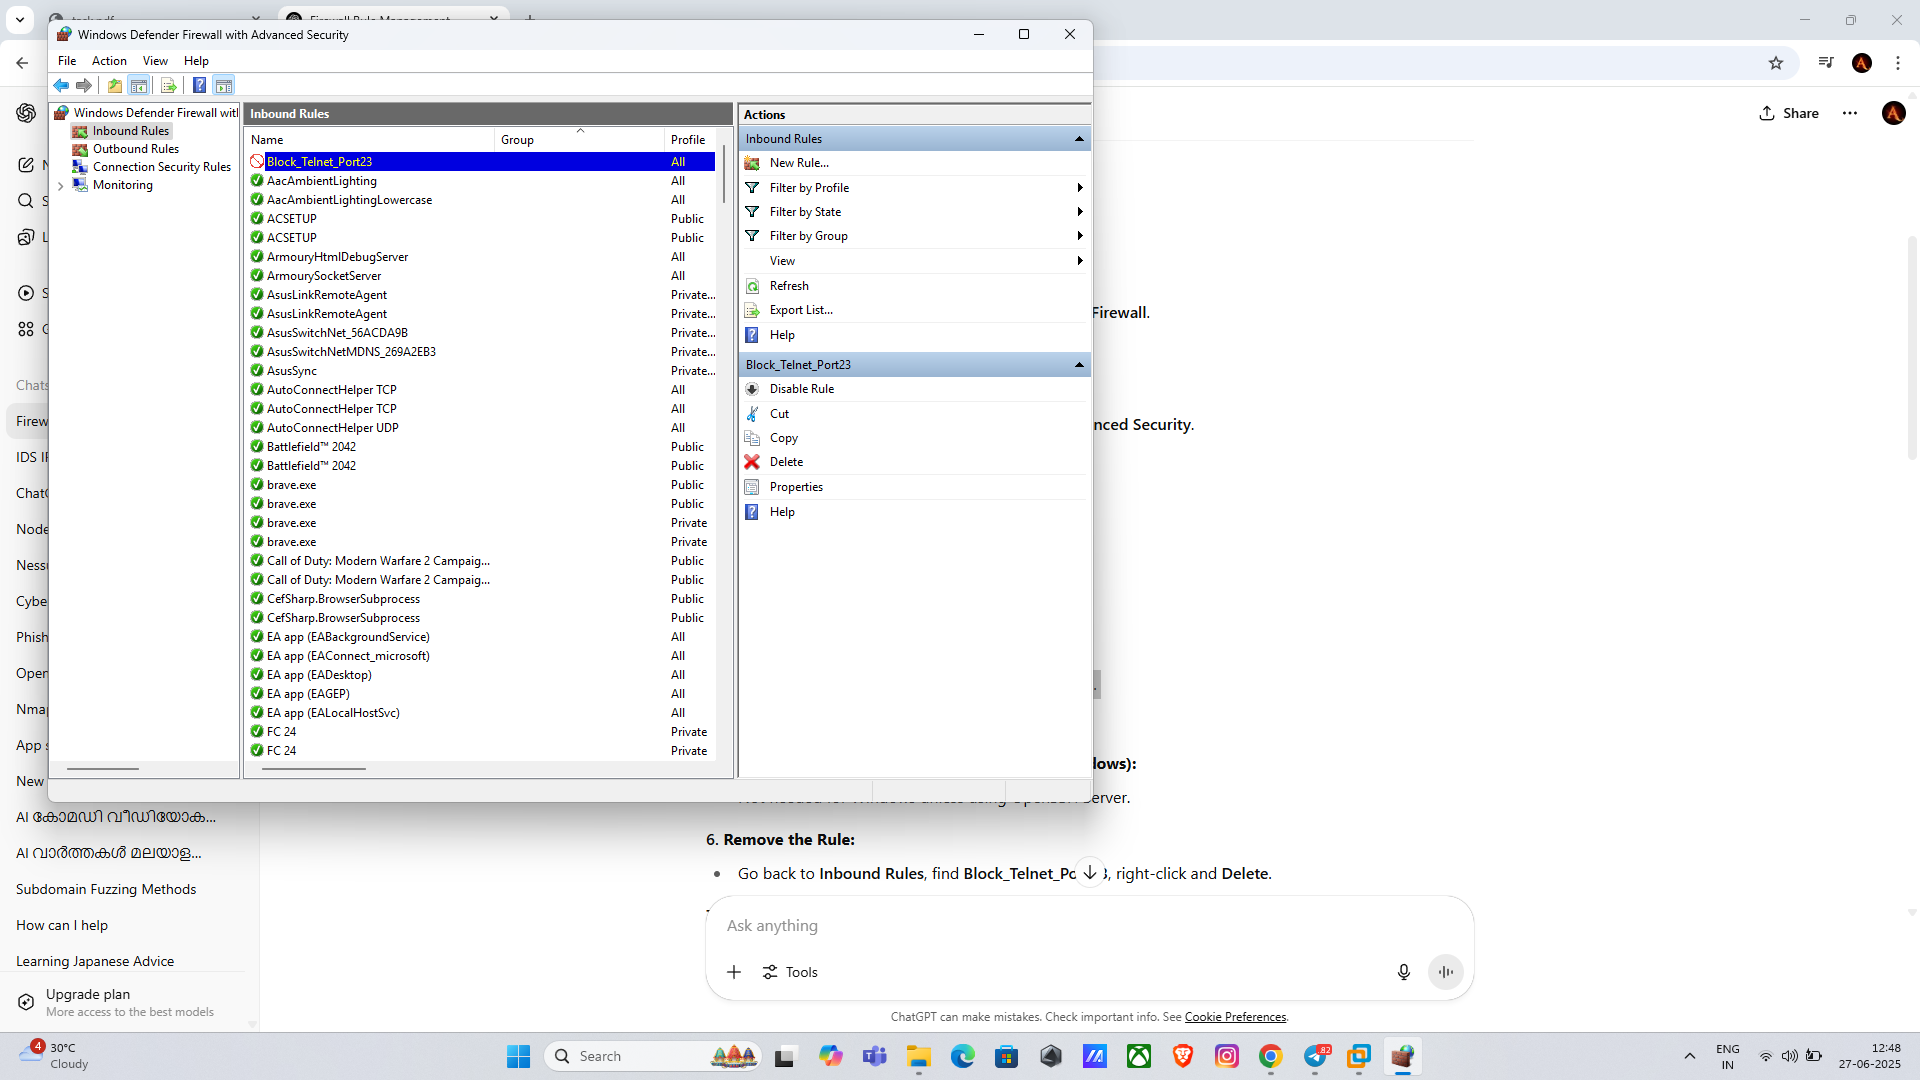 Windows Defender Firewall with Advanced Security
File Action View Help
Windows Defender Firewall with
Inbound Rules
Outbound Rules
Connection Security Rules
Monitoring
Inbound Rules
Name Group Profile
Block_Telnet_Port23 All
AacAmbientLighting All
AacAmbientLightingLowercase All
ACSETUP Public
ACSETUP Public
ArmouryHtmlDebugServer All
ArmourySocketServer All
AsusLinkRemoteAgent Private...
AsusLinkRemoteAgent Private...
AsusSwitchNet_56ACDA9B Private...
AsusSwitchNetMDNS_269A2EB3 Private...
AsusSync Private...
AutoConnectHelper TCP All
AutoConnectHelper TCP All
AutoConnectHelper UDP All
Battlefield™ 2042 Public
Battlefield™ 2042 Public
brave.exe Public
brave.exe Public
brave.exe Private
brave.exe Private
Call of Duty: Modern Warfare 2 Campaig... Public
Call of Duty: Modern Warfare 2 Campaig... Public
CefSharp.BrowserSubprocess Public
CefSharp.BrowserSubprocess Public
EA app (EABackgroundService) All
EA app (EAConnect_microsoft) All
EA app (EADesktop) All
EA app (EAGEP) All
EA app (EALocalHostSvc) All
FC 24 Private
FC 24 Private
Actions
Inbound Rules
New Rule...
Filter by Profile
Filter by State
Filter by Group
View
Refresh
Export List...
Help
Block_Telnet_Port23
Disable Rule
Cut
Copy
Delete
Properties
Help
Share
A
A
Firewall.
nced Security.
lows):
Server.
6. Remove the Rule:
Go back to Inbound Rules, find Block_Telnet_Po 3, right-click and Delete.
Ask anything
Tools
ChatGPT can make mistakes. Check important info. See Cookie Preferences.
Chats
Firew
IDS IP
ChatG
Node
Nessu
Cybe
Phish
Open
Nmap
App s
New
AI കോമഡി വീഡിയോക...
AI വാർത്തകൾ മലയാള...
Subdomain Fuzzing Methods
How can I help
Learning Japanese Advice
Upgrade plan
More access to the best models
4
30°C
Cloudy
Search
82
ENG
IN
12:48
27-06-2025